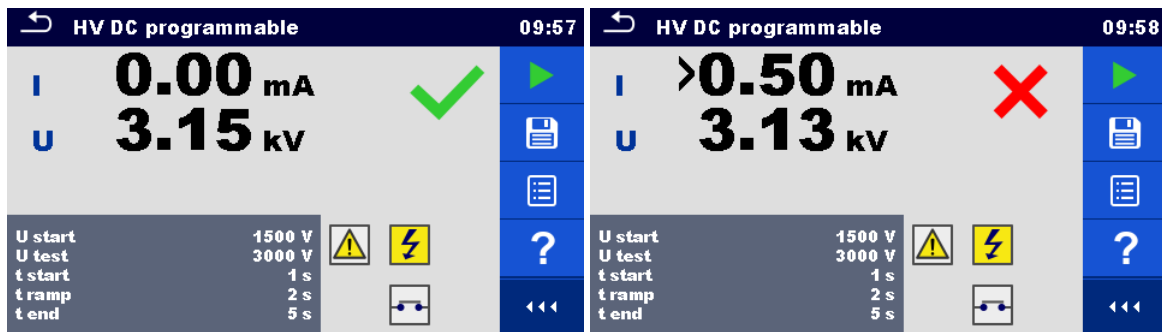 HV DC programmable 09:57
I 0.00 mA
U 3.15 kV
U start 1500 V
U test 3000 V
t start 1 s
t ramp 2 s
t end 5 s
?
HV DC programmable 09:58
I >0.50 mA
U 3.13 kV
U start 1500 V
U test 3000 V
t start 1 s
t ramp 2 s
t end 5 s
?